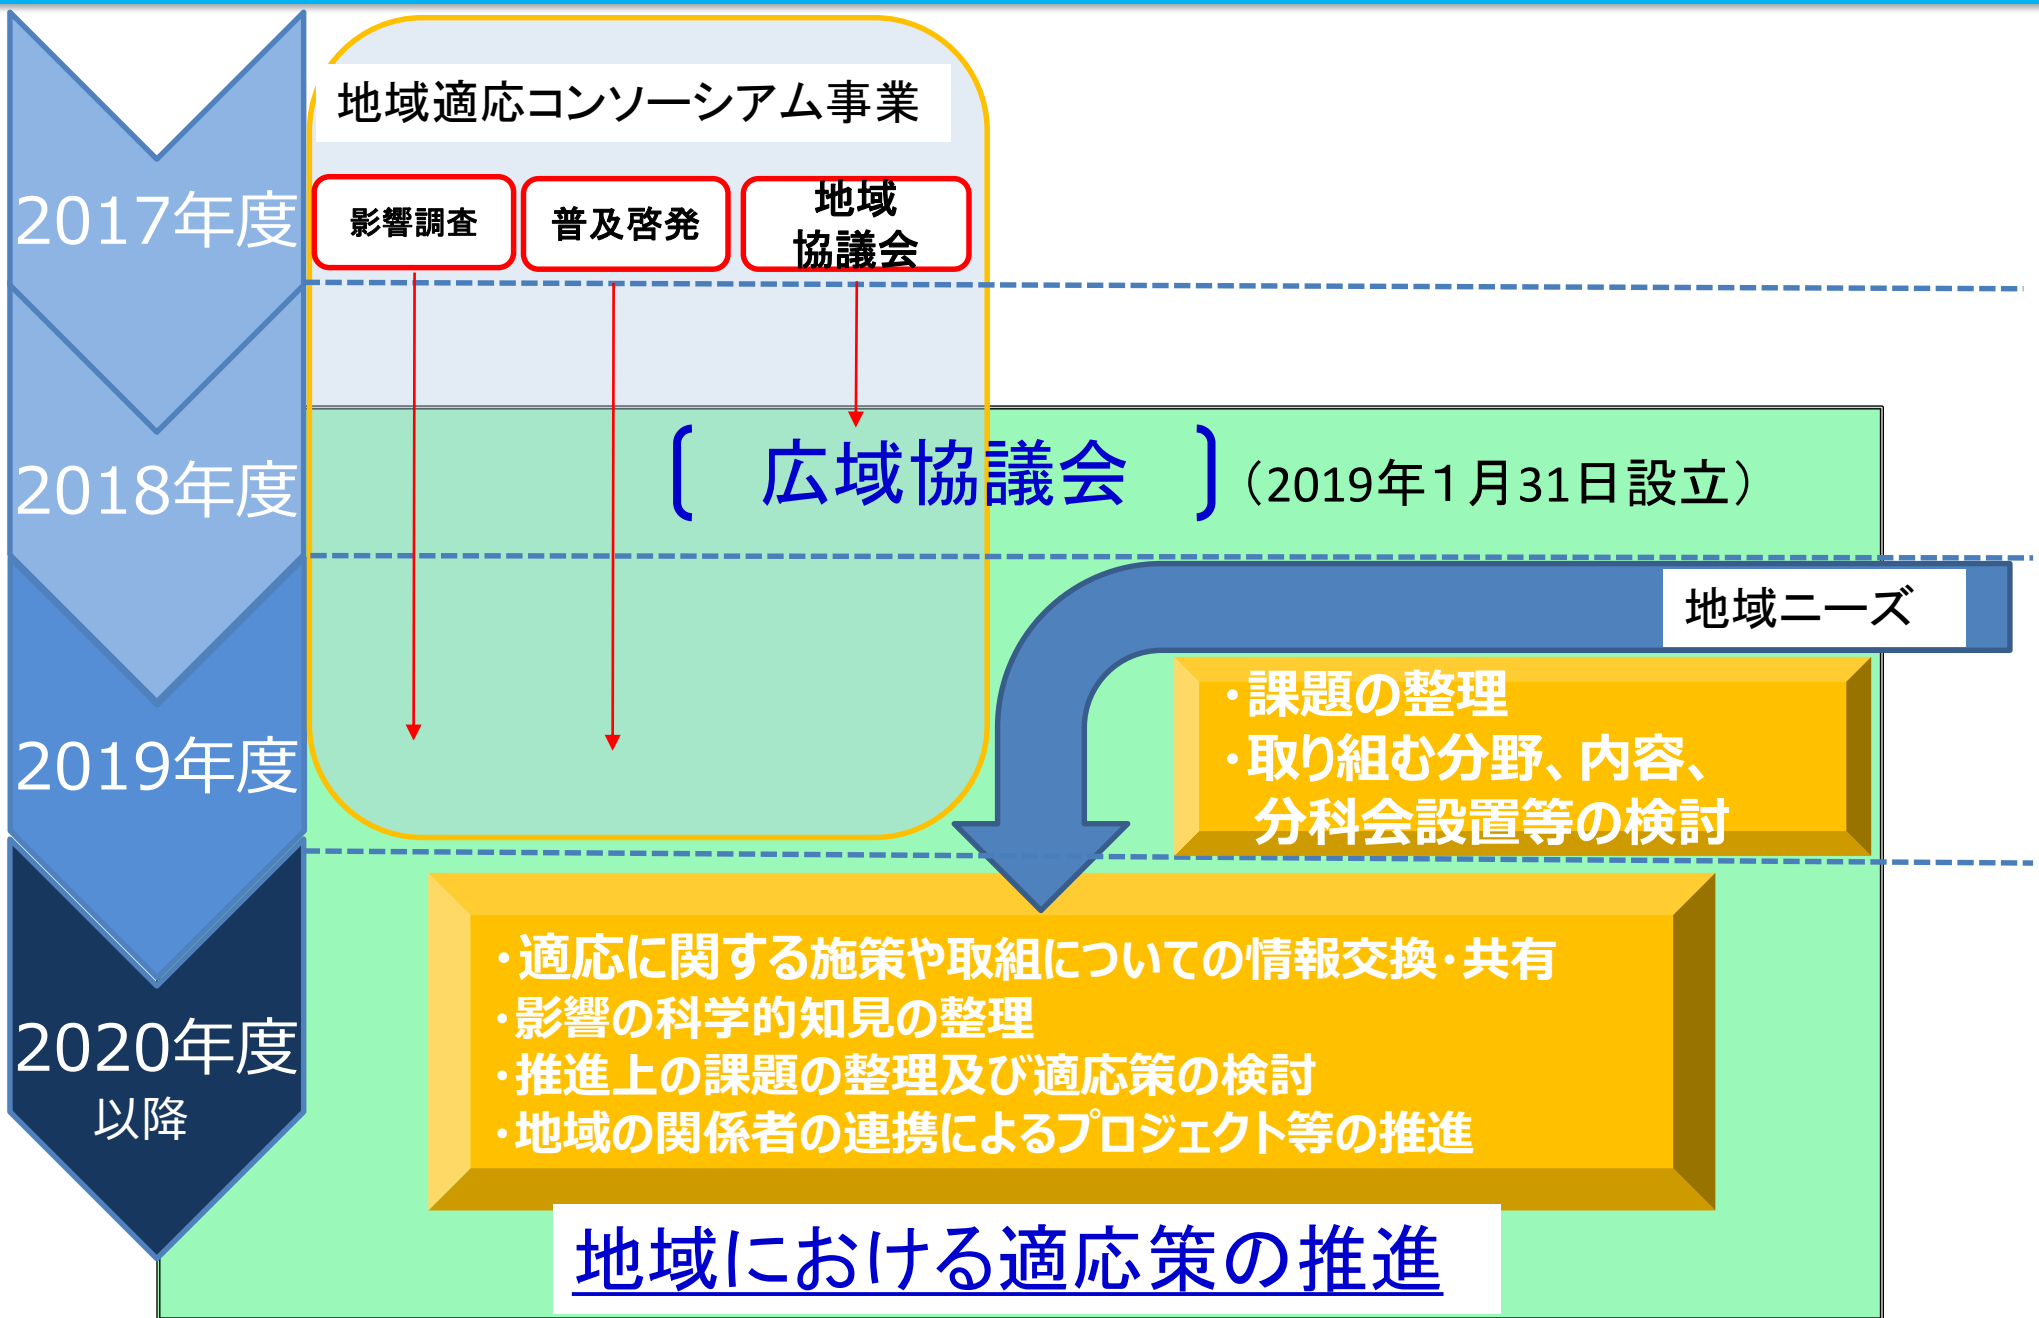 地域適応コンソーシアム事業
2017年度
影響調査
普及啓発
地域
協議会
2018年度
広域協議会
（2019年１月31日設立）
地域ニーズ
2019年度
・課題の整理
・取り組む分野、内容、
分科会設置等の検討
2020年度
以降
・適応に関する施策や取組についての情報交換・共有
・影響の科学的知見の整理
・推進上の課題の整理及び適応策の検討
・地域の関係者の連携によるプロジェクト等の推進
地域における適応策の推進